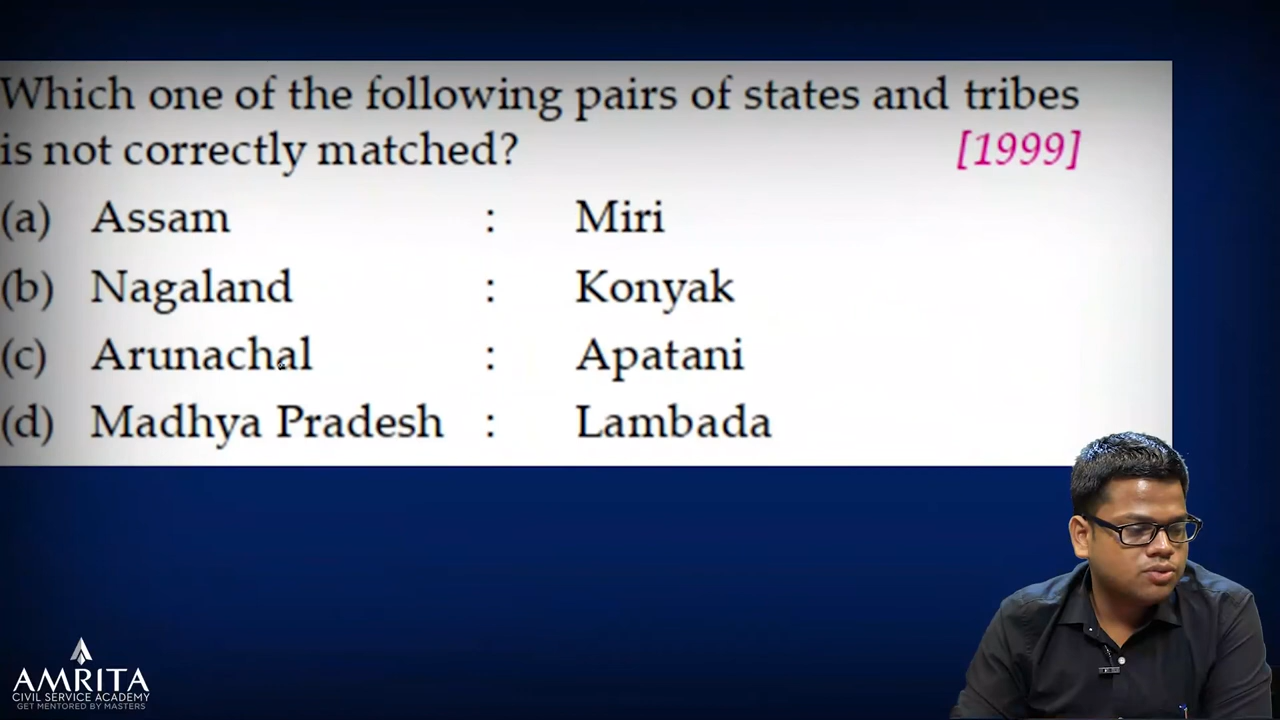 Which one of the following pairs of states and tribes
is not correctly matched? [1999]
(a) Assam : Miri
(b) Nagaland : Konyak
(c) Arunachal : Apatani
(d) Madhya Pradesh : Lambada
AMRITA
CIVIL SERVICE ACADEMY
GET MENTORED BY MASTERS